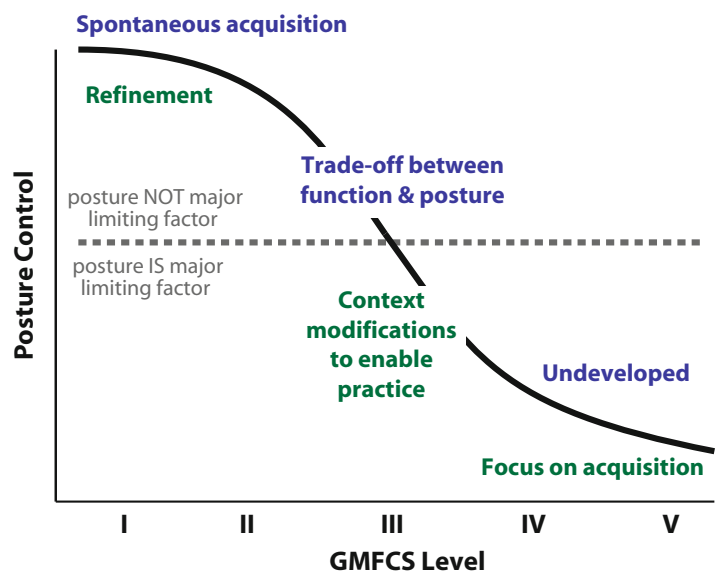 Spontaneous acquisition
Refinement
Trade-off between
function & posture
posture NOT major
limiting factor
posture IS major
limiting factor
Context
modifications
to enable
practice
Undeveloped
Focus on acquisition
Posture Control
I II III IV V
GMFCS Level